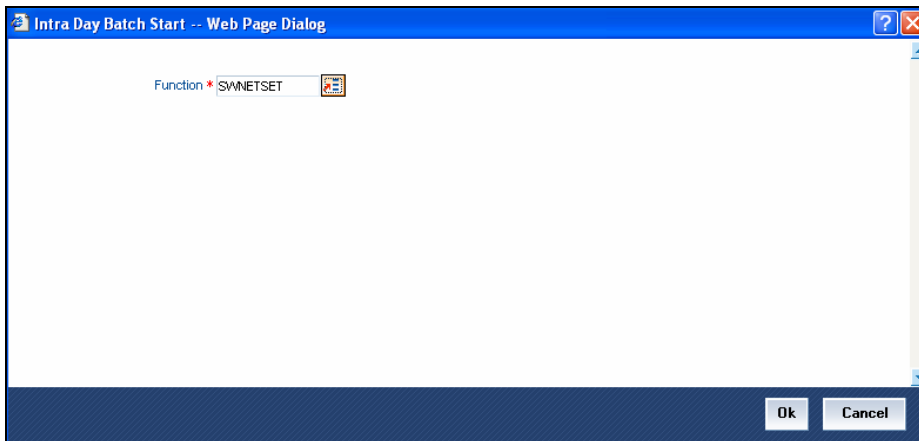 Intra Day Batch Start -- Web Page Dialog
Function * SWNETSET
Ok Cancel